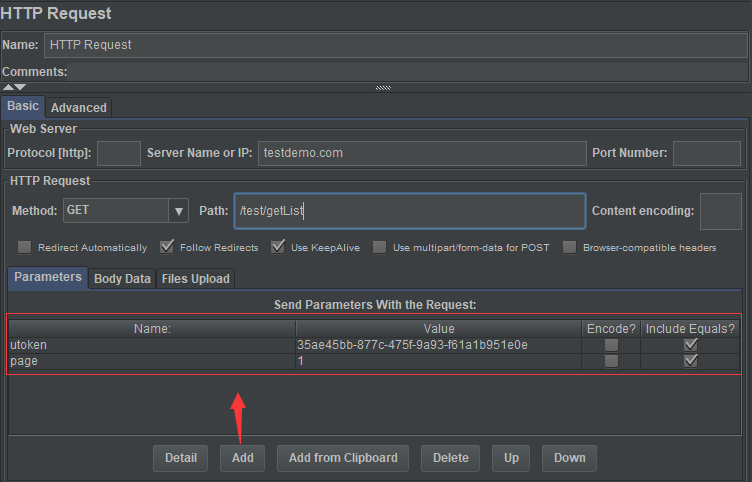 HTTP Request
Name: HTTP Request
Comments:
Basic Advanced
Web Server
Protocol [http]: Server Name or IP: testdemo.com Port Number:
HTTP Request
Method: GET Path: /test/getList Content encoding:
Redirect Automatically Follow Redirects Use KeepAlive Use multipart/form-data for POST Browser-compatible headers
Parameters Body Data Files Upload
Send Parameters With the Request:
Name: Value Encode? Include Equals?
utoken 35ae45bb-877c-475f-9a93-f61a1b951e0e
page 1
Detail Add Add from Clipboard Delete Up Down